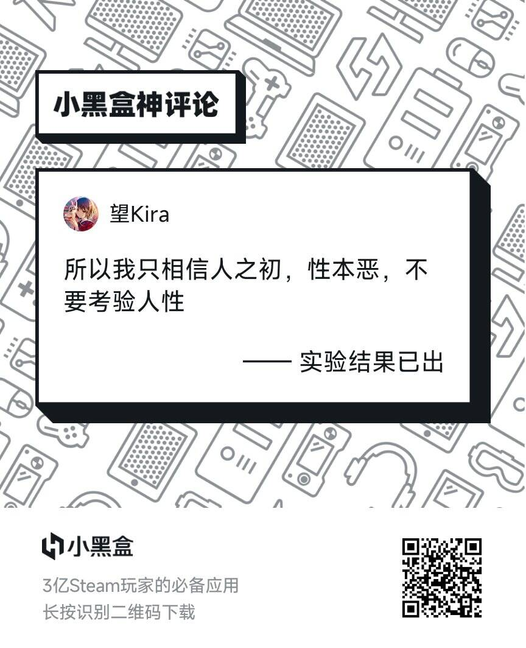 小黑盒神评论
望Kira
所以我只相信人之初，性本恶，不
要考验人性
—— 实验结果已出
小黑盒
3亿Steam玩家的必备应用
长按识别二维码下载